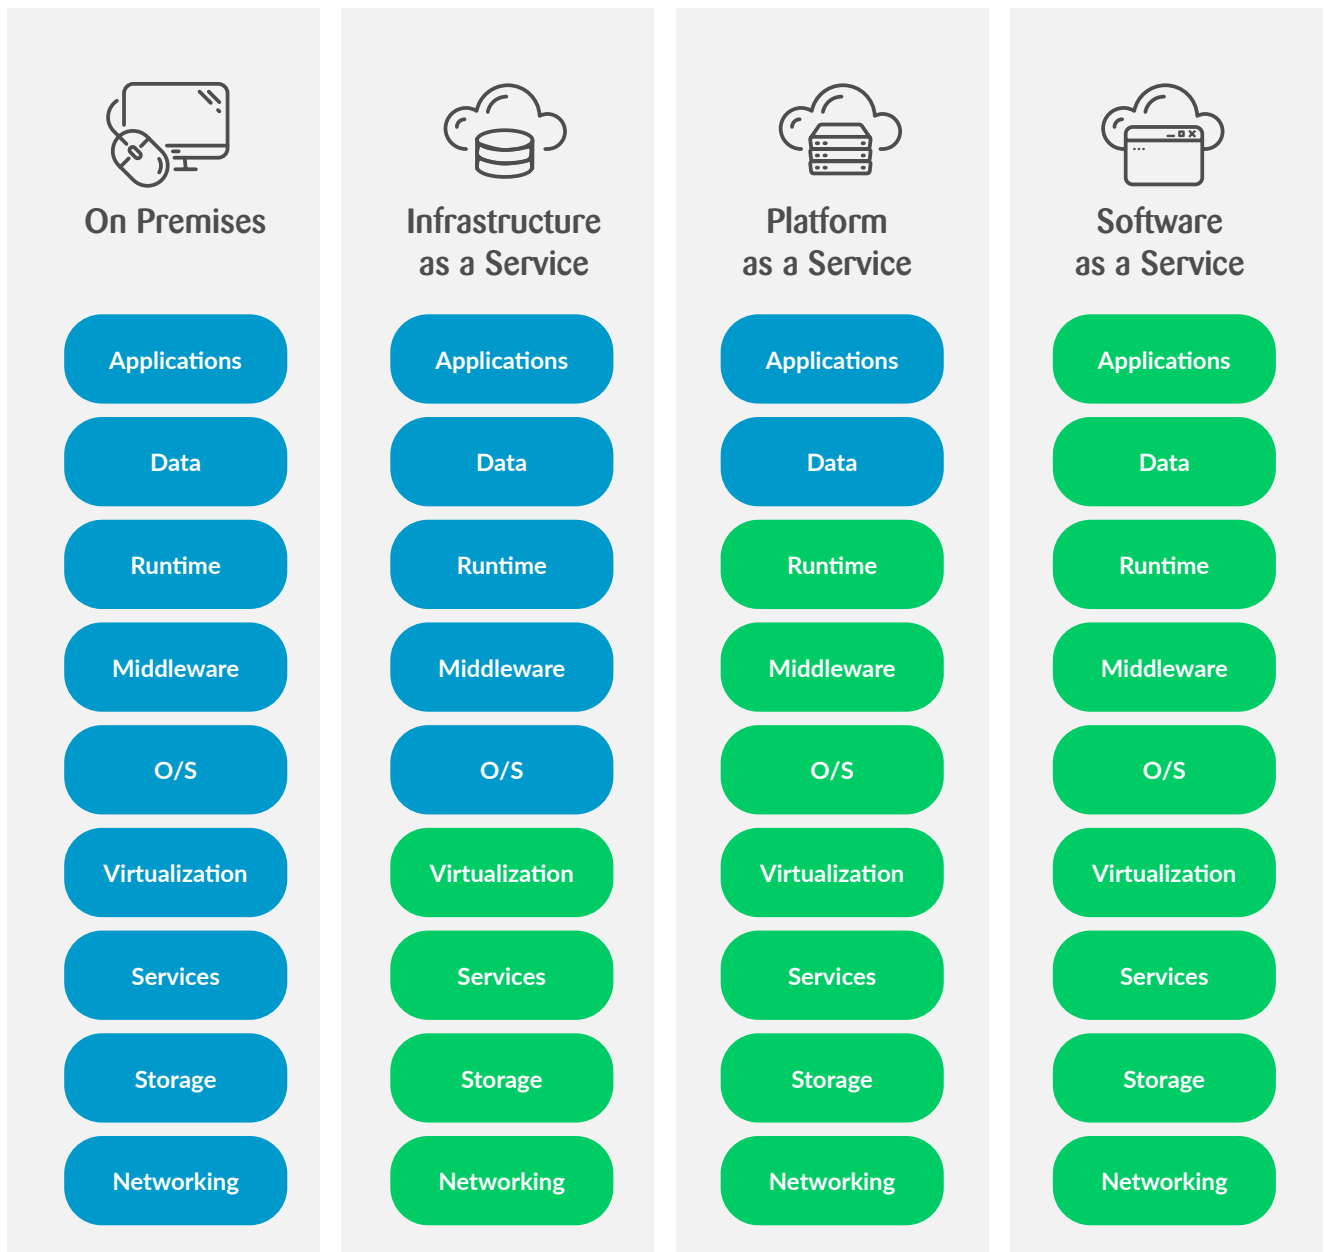 On Premises
Applications
Data
Runtime
Middleware
O/S
Virtualization
Services
Storage
Networking
Infrastructure
as a Service
Applications
Data
Runtime
Middleware
O/S
Virtualization
Services
Storage
Networking
Platform
as a Service
Applications
Data
Runtime
Middleware
O/S
Virtualization
Services
Storage
Networking
Software
as a Service
Applications
Data
Runtime
Middleware
O/S
Virtualization
Services
Storage
Networking